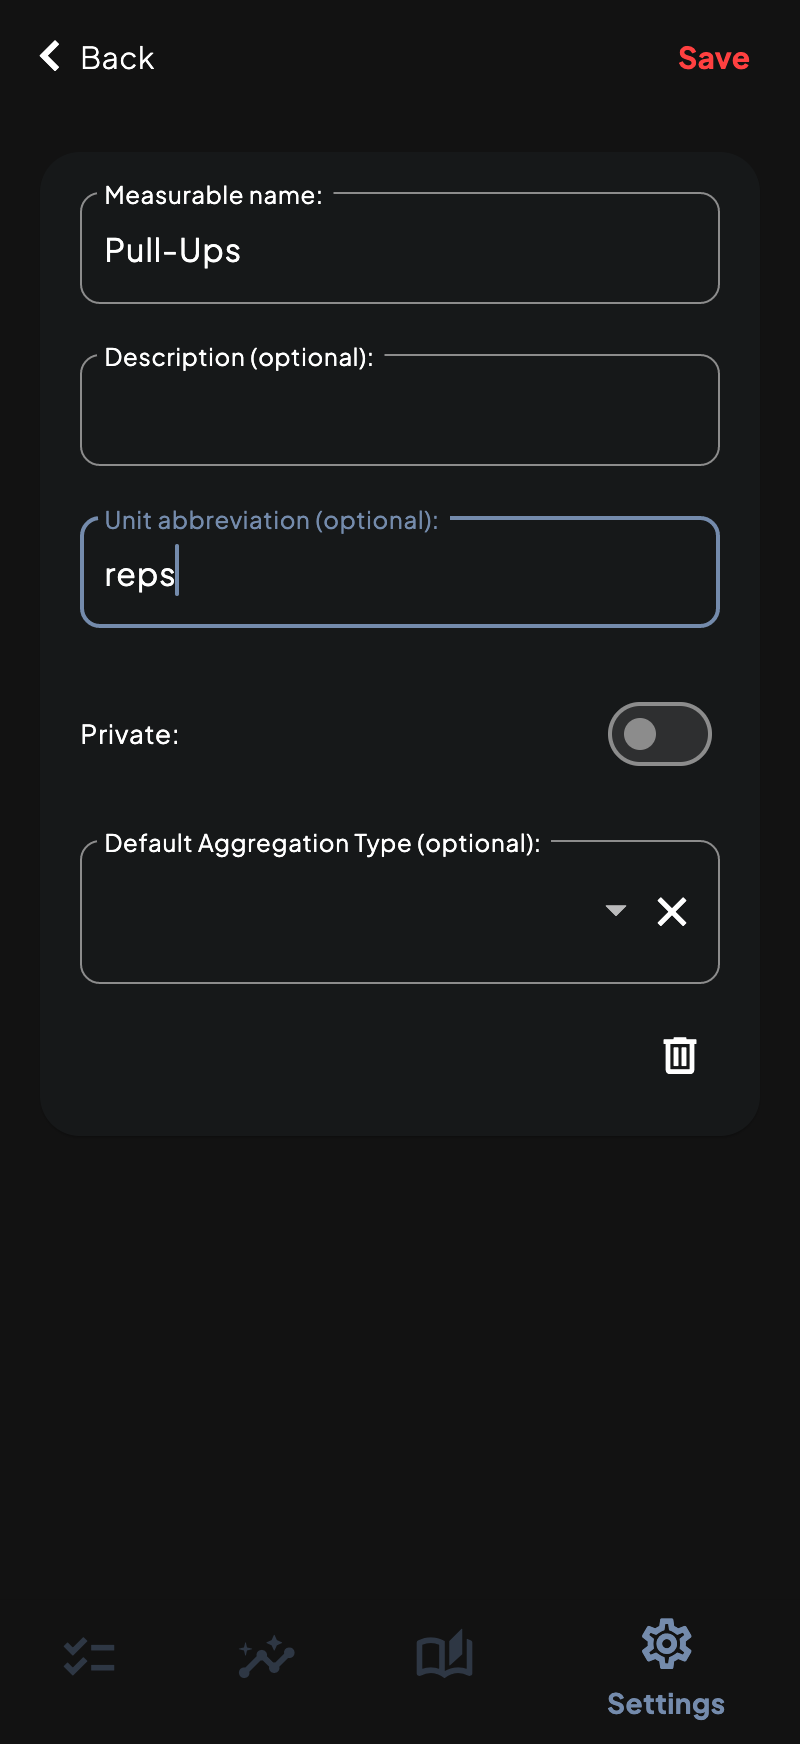 Back
Save
Measurable name:
Pull-Ups
Description (optional):
Unit abbreviation (optional):
reps
Private:
Default Aggregation Type (optional):
Settings